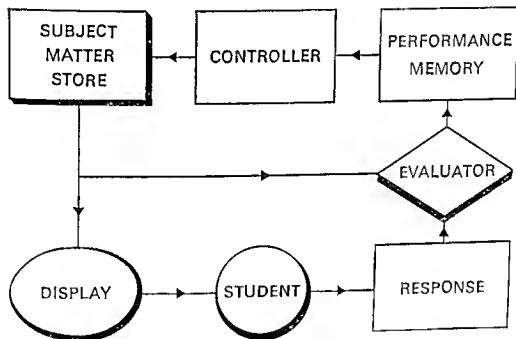 SUBJECT
MATTER
STORE
CONTROLLER
PERFORMANCE
MEMORY
EVALUATOR
DISPLAY
STUDENT
RESPONSE